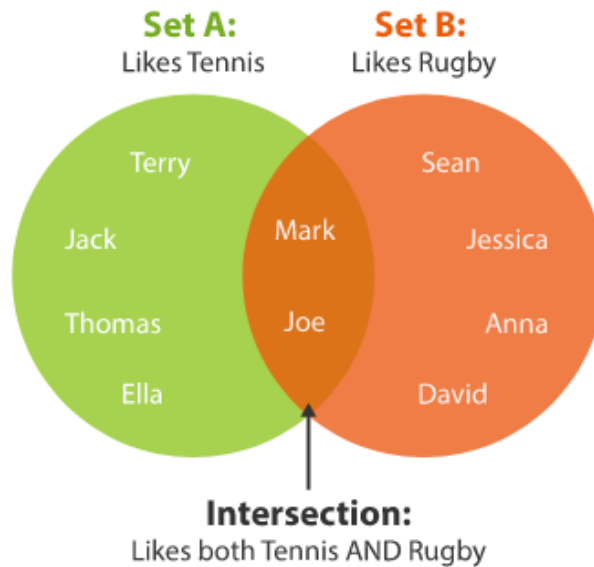 Set A:
Likes Tennis
Set B:
Likes Rugby
Terry
Jack
Thomas
Ella
Mark
Joe
Sean
Jessica
Anna
David
Intersection:
Likes both Tennis AND Rugby